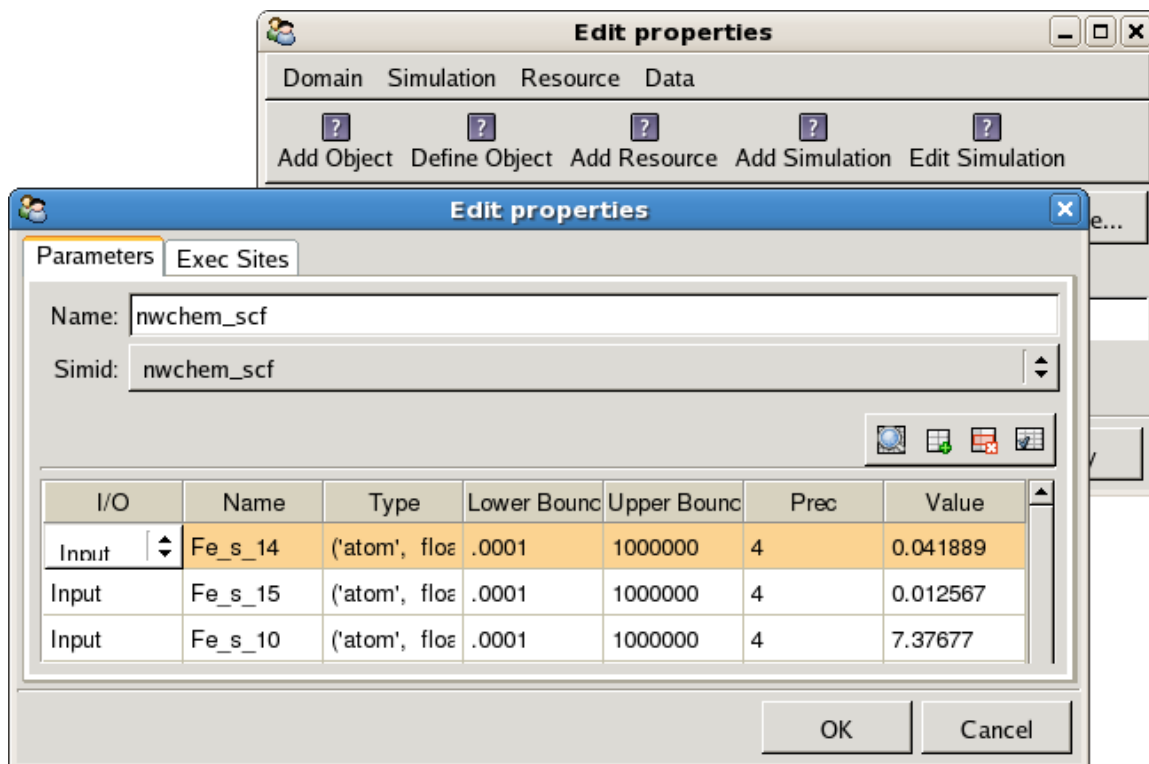 Edit properties
Domain Simulation Resource Data
Add Object Define Object Add Resource Add Simulation Edit Simulation
Edit properties
e...
Parameters Exec Sites
Name: nwchem_scf
Simid: nwchem_scf
I/O Name Type Lower Bounc Upper Bounc Prec Value
Input Fe_s_14 ('atom', floa .0001 1000000 4 0.041889
Input Fe_s_15 ('atom', floa .0001 1000000 4 0.012567
Input Fe_s_10 ('atom', floa .0001 1000000 4 7.37677
OK Cancel